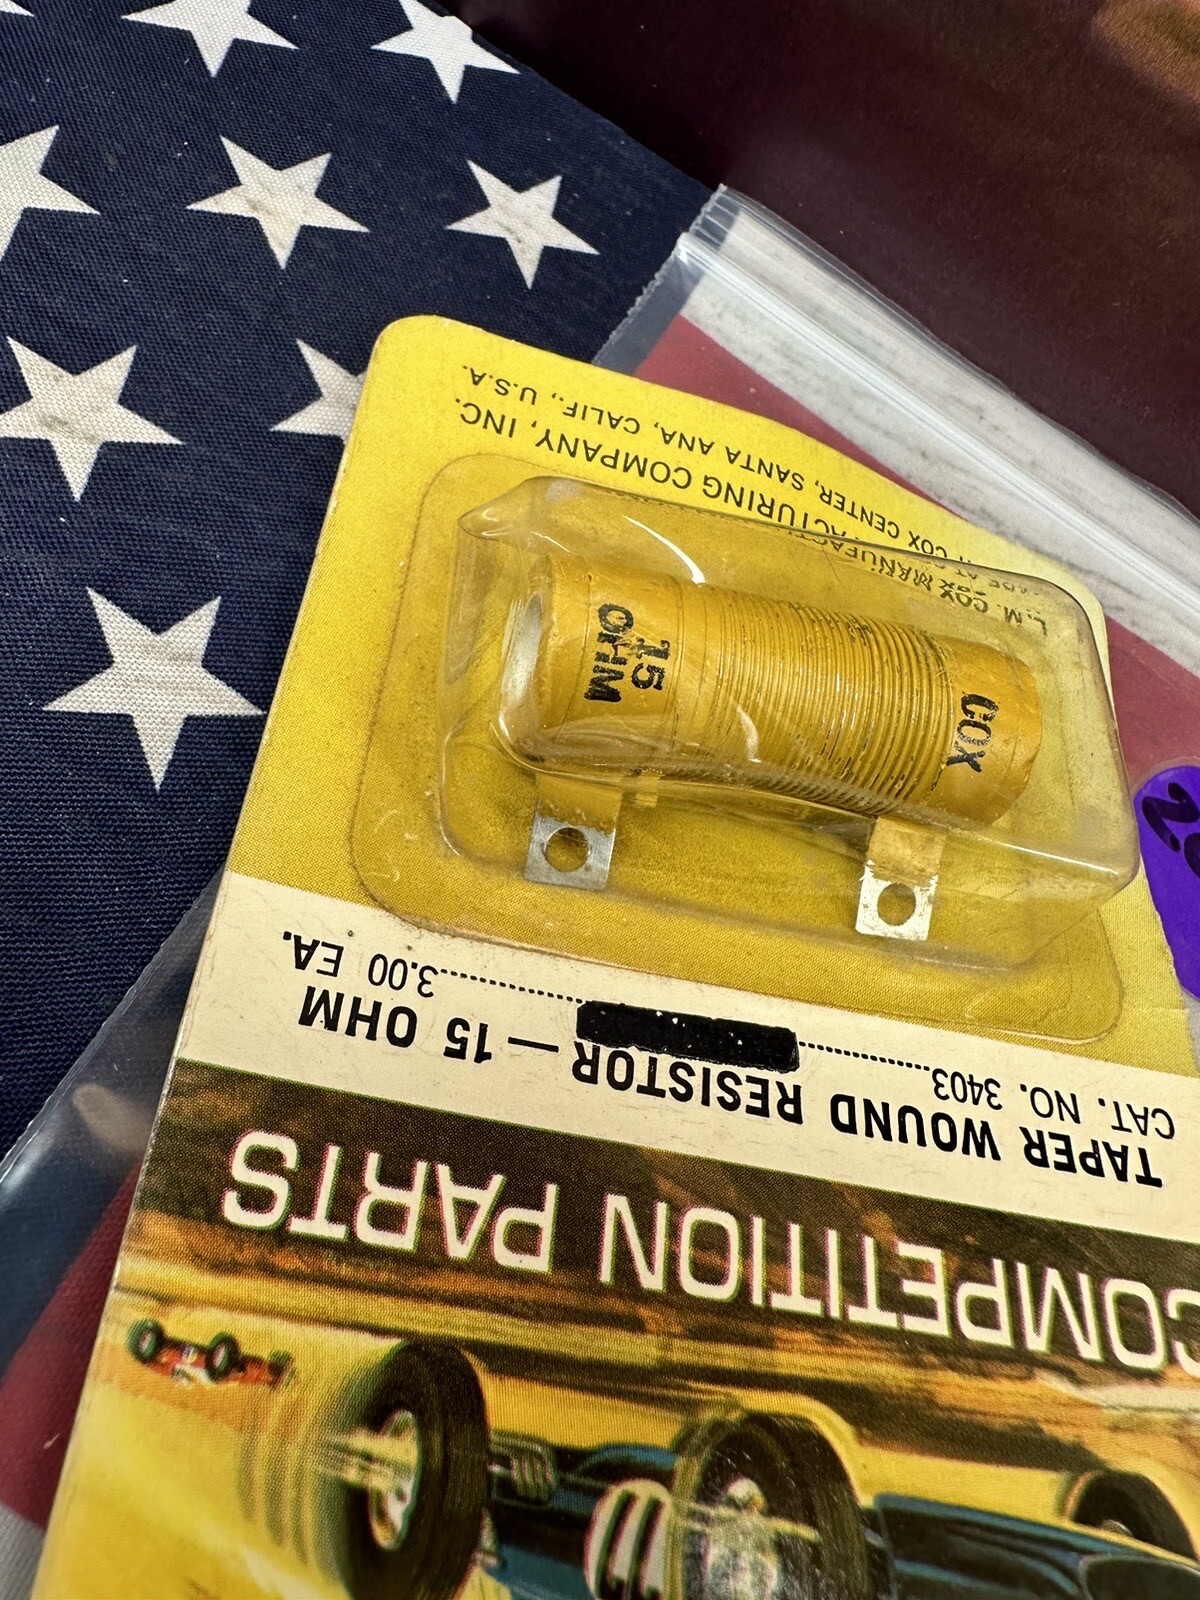 COMPETITION PARTS
TAPER WOUND RESISTOR — 15 OHM
CAT. NO. 3403 3.00 EA.
15
OHM
COX
L.M. COX MANUFACTURING COMPANY, INC.
AT COX CENTER, SANTA ANA, CALIF., U.S.A.